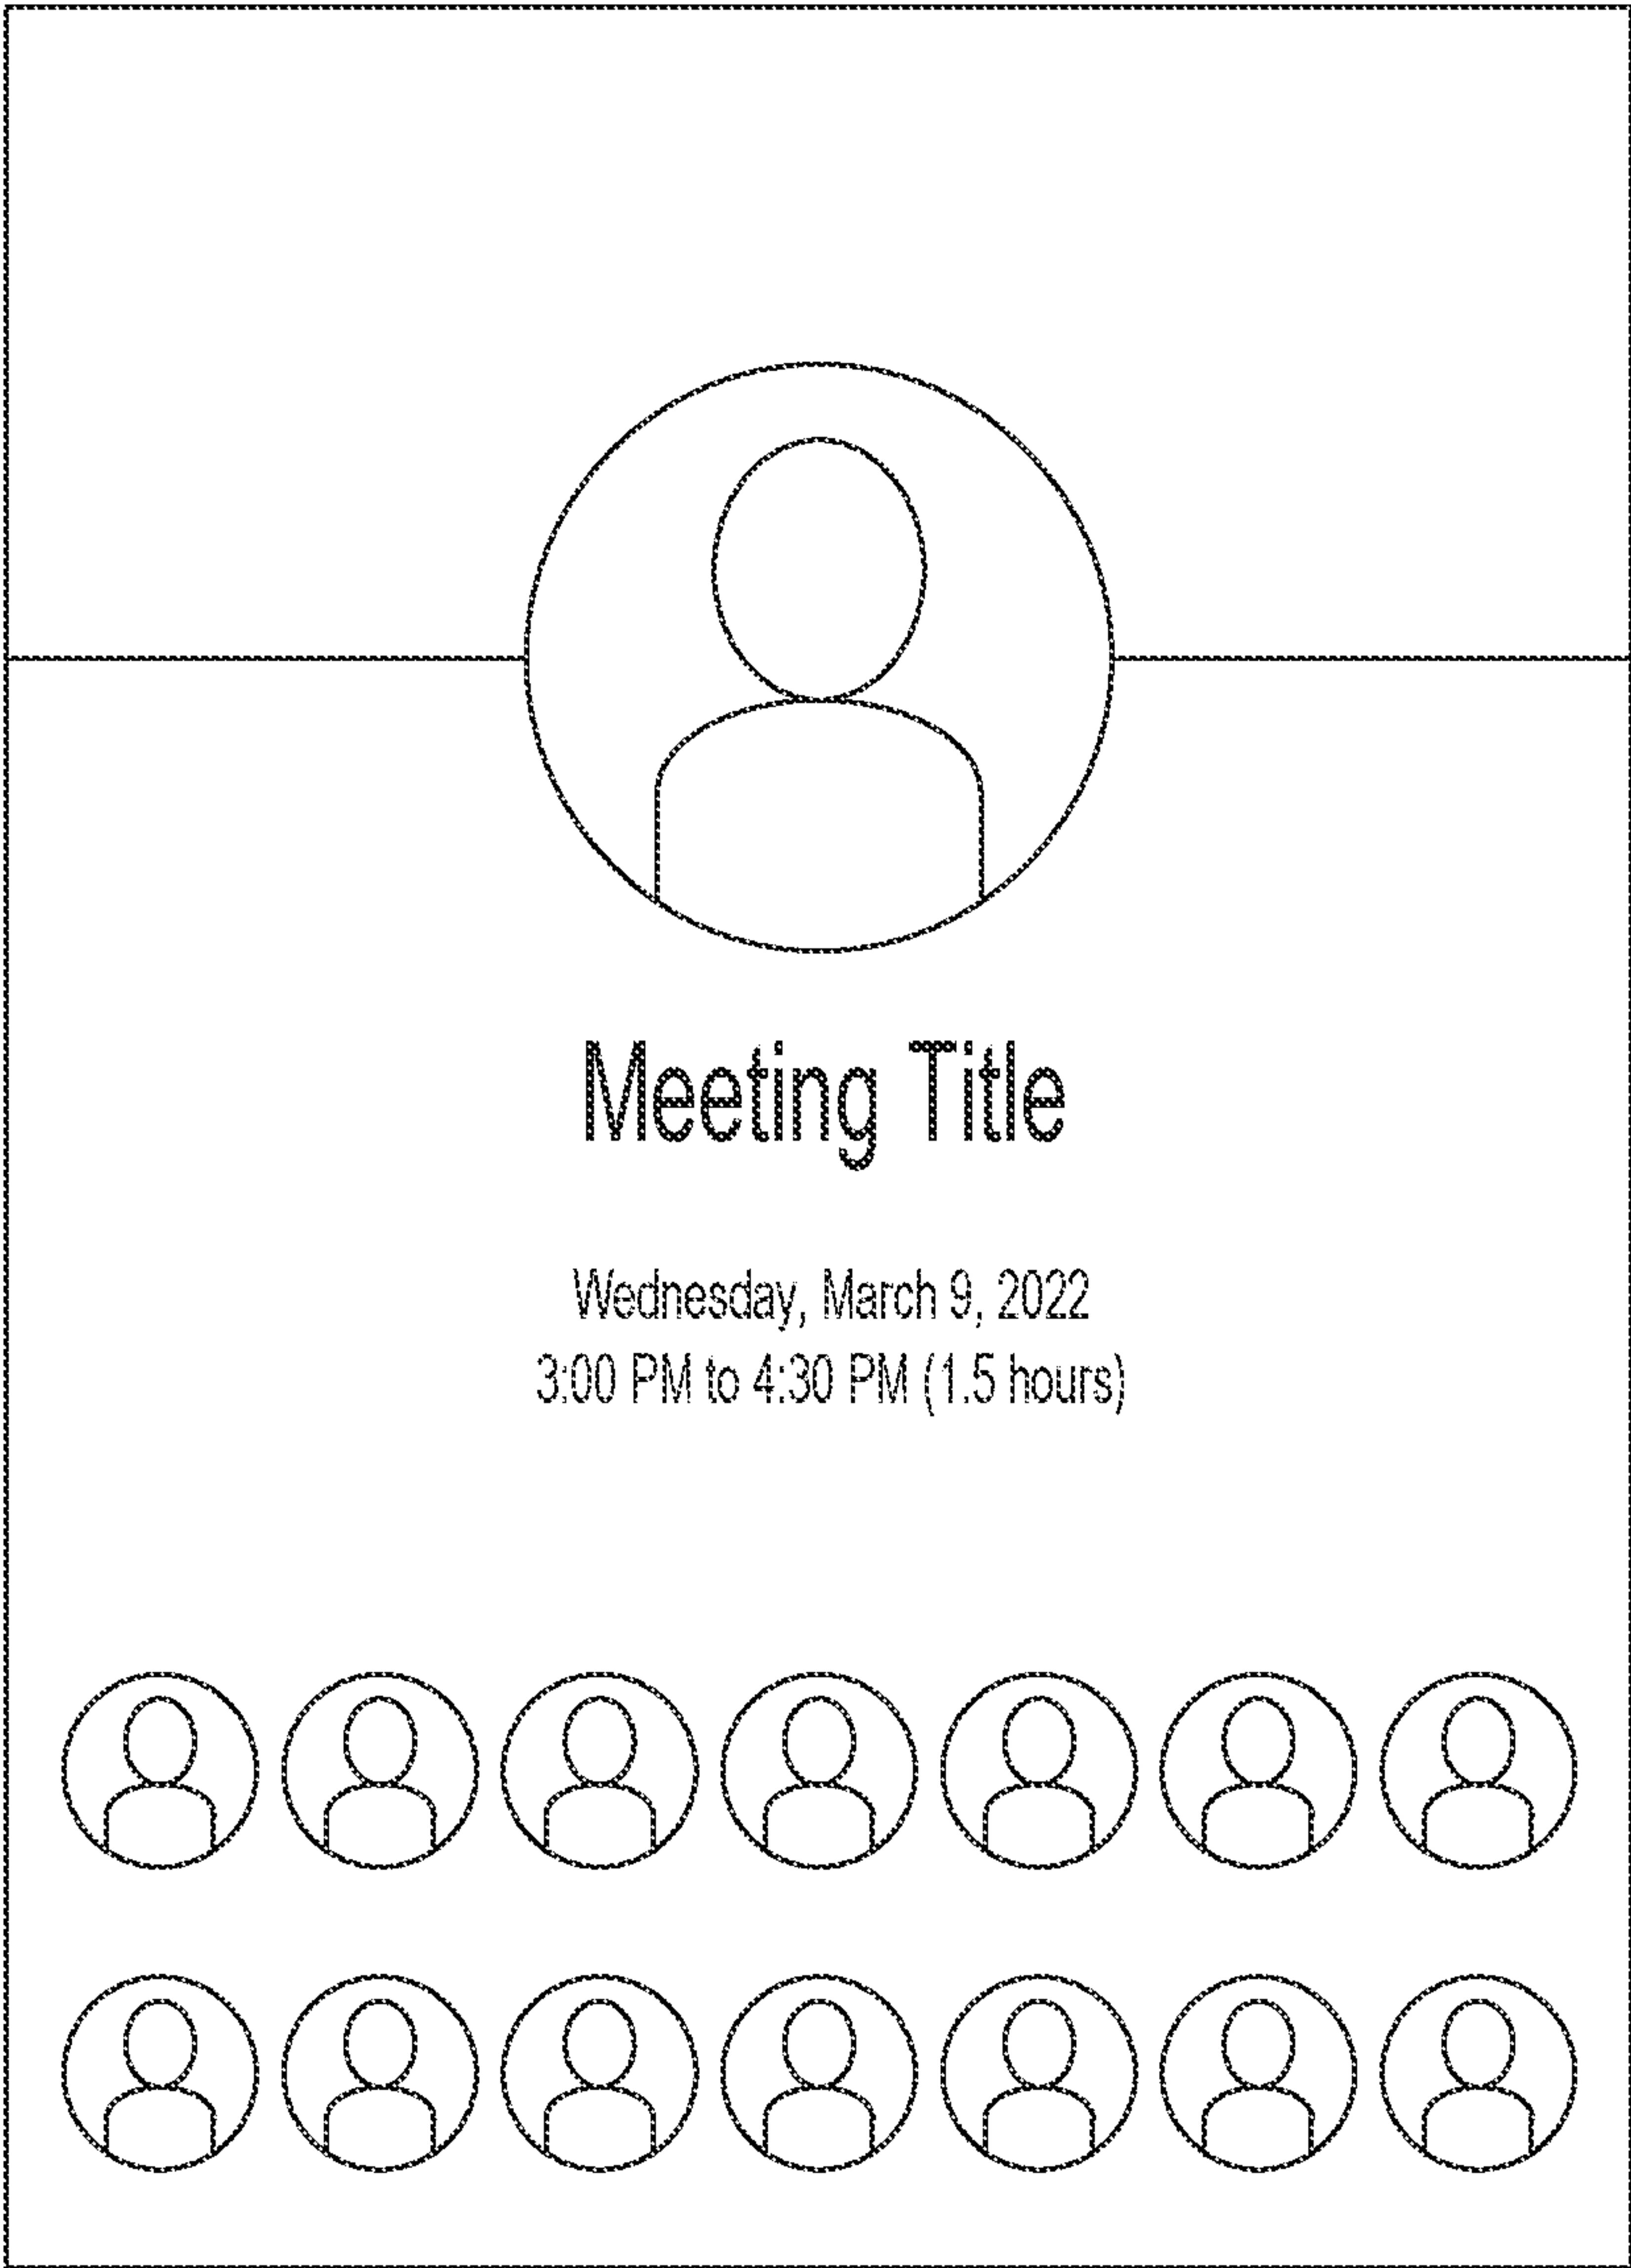 Meeting Title
Wednesday, March 9, 2022
3:00 PM to 4:30 PM (1.5 hours)